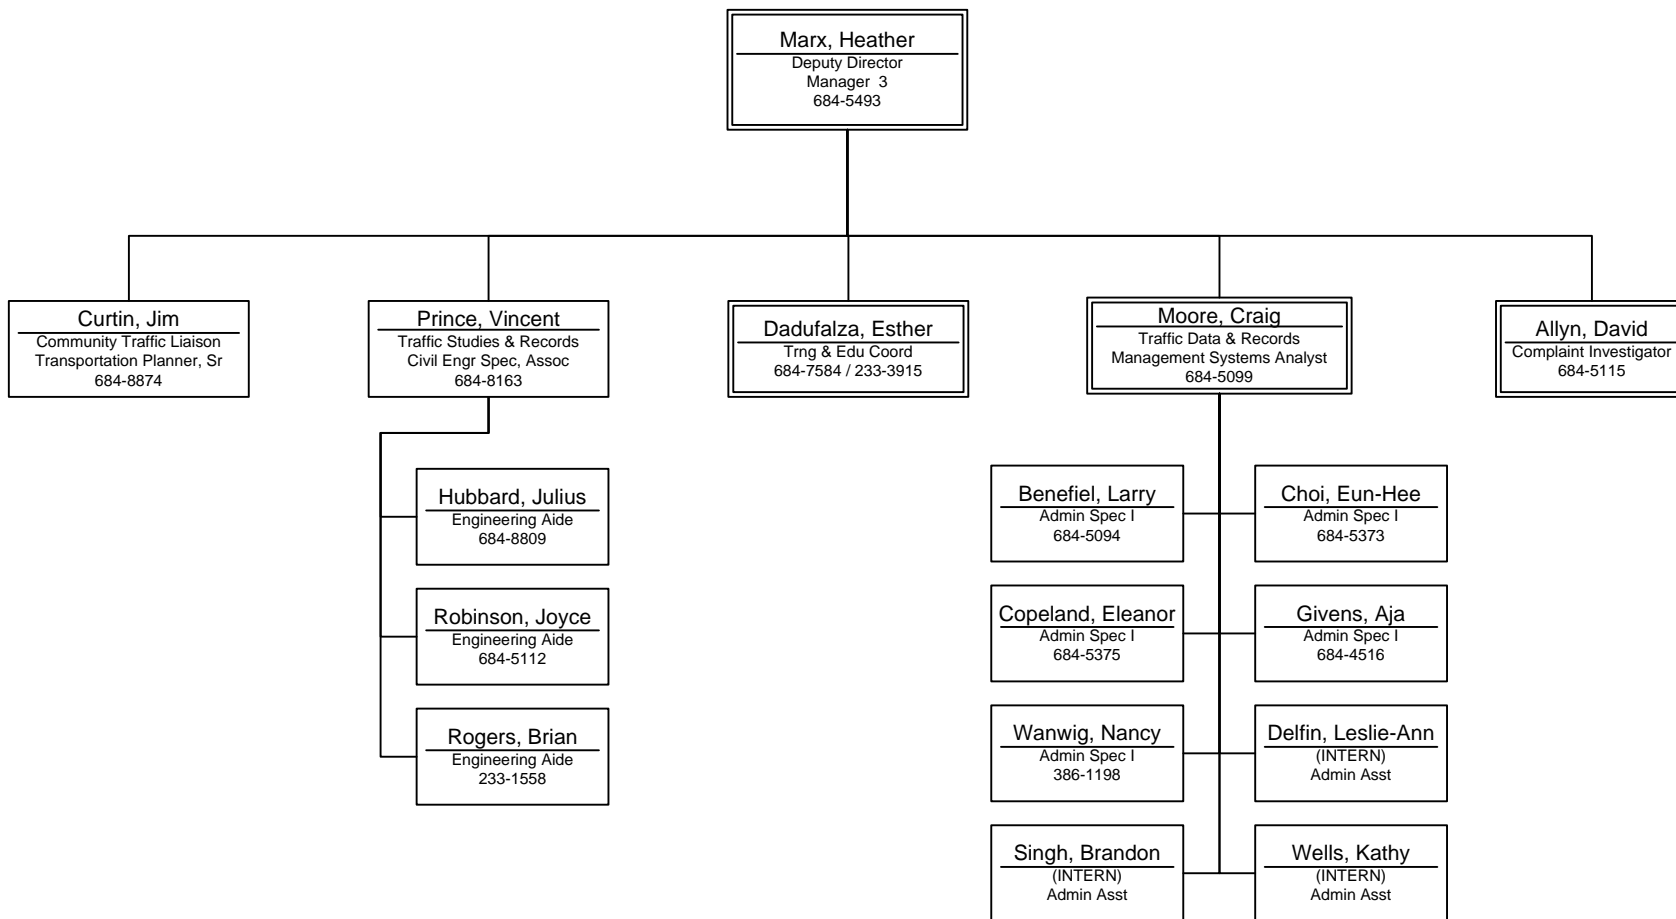 Marx, Heather
Deputy Director
Manager 3
684-5493
Curtin, Jim
Community Traffic Liaison
Transportation Planner, Sr
684-8874
Prince, Vincent
Traffic Studies & Records
Civil Engr Spec, Assoc
684-8163
Dadufalza, Esther
Trng & Edu Coord
684-7584 / 233-3915
Moore, Craig
Traffic Data & Records
Management Systems Analyst
684-5099
Allyn, David
Complaint Investigator
684-5115
Hubbard, Julius
Engineering Aide
684-8809
Robinson, Joyce
Engineering Aide
684-5112
Rogers, Brian
Engineering Aide
233-1558
Benefiel, Larry
Admin Spec I
684-5094
Choi, Eun-Hee
Admin Spec I
684-5373
Copeland, Eleanor
Admin Spec I
684-5375
Givens, Aja
Admin Spec I
684-4516
Wanwig, Nancy
Admin Spec I
386-1198
Delfin, Leslie-Ann
(INTERN)
Admin Asst
Singh, Brandon
(INTERN)
Admin Asst
Wells, Kathy
(INTERN)
Admin Asst